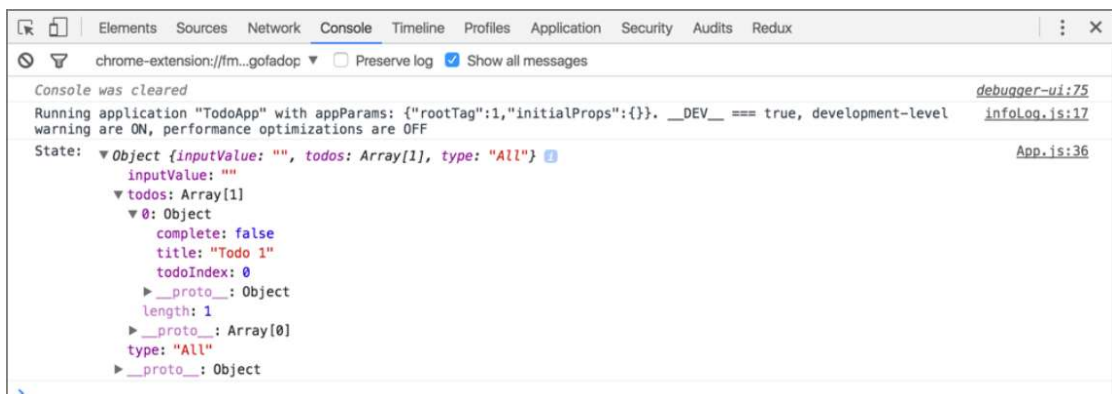 Elements Sources Network Console Timeline Profiles Application Security Audits Redux
chrome-extension://fm...gofadop Preserve log Show all messages
Console was cleared debugger-ui:75
Running application "TodoApp" with appParams: {"rootTag":1,"initialProps":{}}. __DEV__ === true, development-level infoLog.js:17
warning are ON, performance optimizations are OFF
State: Object {inputValue: "", todos: Array[1], type: "All"} App.js:36
inputValue: ""
todos: Array[1]
0: Object
complete: false
title: "Todo 1"
todoIndex: 0
__proto__: Object
length: 1
__proto__: Array[0]
type: "All"
__proto__: Object